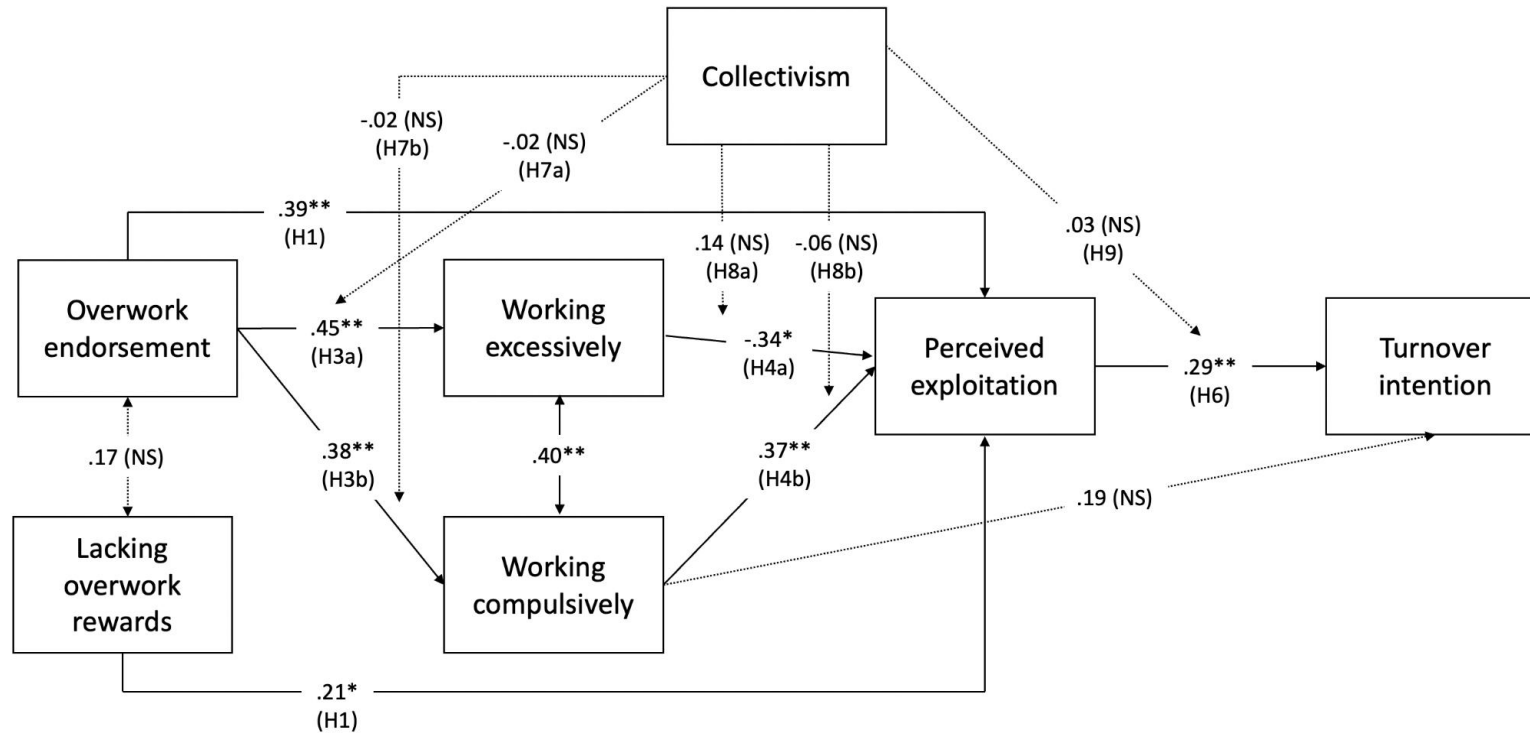 Collectivism
-.02 (NS)
(H7b)
-.02 (NS)
(H7a)
.39**
(H1)
.14 (NS)
(H8a)
-.06 (NS)
(H8b)
.03 (NS)
(H9)
Overwork
endorsement
.45**
(H3a)
Working
excessively
-.34*
(H4a)
Perceived
exploitation
.29**
(H6)
Turnover
intention
.17 (NS)
.38**
(H3b)
.40**
.37**
(H4b)
.19 (NS)
Lacking
overwork
rewards
Working
compulsively
.21*
(H1)